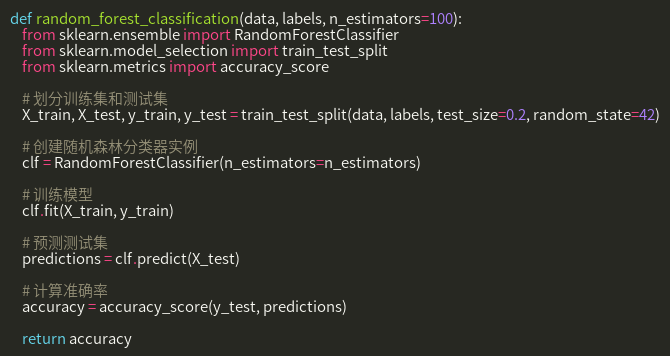 def random_forest_classification(data, labels, n_estimators=100):
from sklearn.ensemble import RandomForestClassifier
from sklearn.model_selection import train_test_split
from sklearn.metrics import accuracy_score
# 划分训练集和测试集
X_train, X_test, y_train, y_test = train_test_split(data, labels, test_size=0.2, random_state=42)
# 创建随机森林分类器实例
clf = RandomForestClassifier(n_estimators=n_estimators)
# 训练模型
clf.fit(X_train, y_train)
# 预测测试集
predictions = clf.predict(X_test)
# 计算准确率
accuracy = accuracy_score(y_test, predictions)
return accuracy